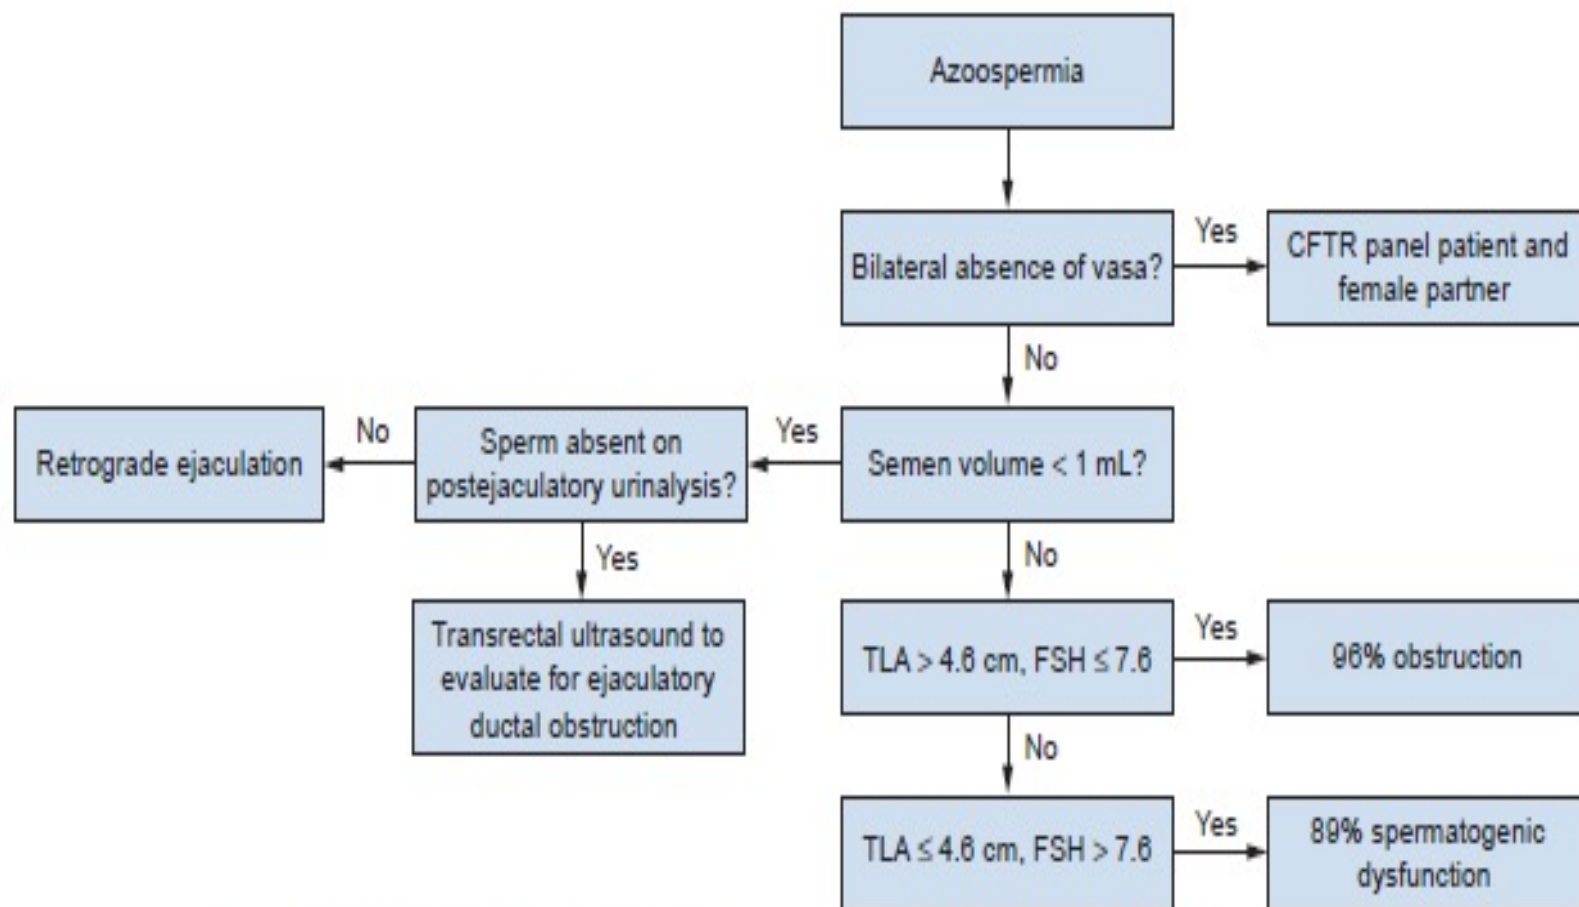 Azoospermia
Bilateral absence of vasa?
Yes
CFTR panel patient and
female partner
No
Semen volume < 1 mL?
Yes
Sperm absent on
postejaculatory urinalysis?
No
Retrograde ejaculation
Yes
Transrectal ultrasound to
evaluate for ejaculatory
ductal obstruction
No
TLA > 4.6 cm, FSH ≤ 7.6
Yes
96% obstruction
No
TLA ≤ 4.6 cm, FSH > 7.6
Yes
89% spermatogenic
dysfunction